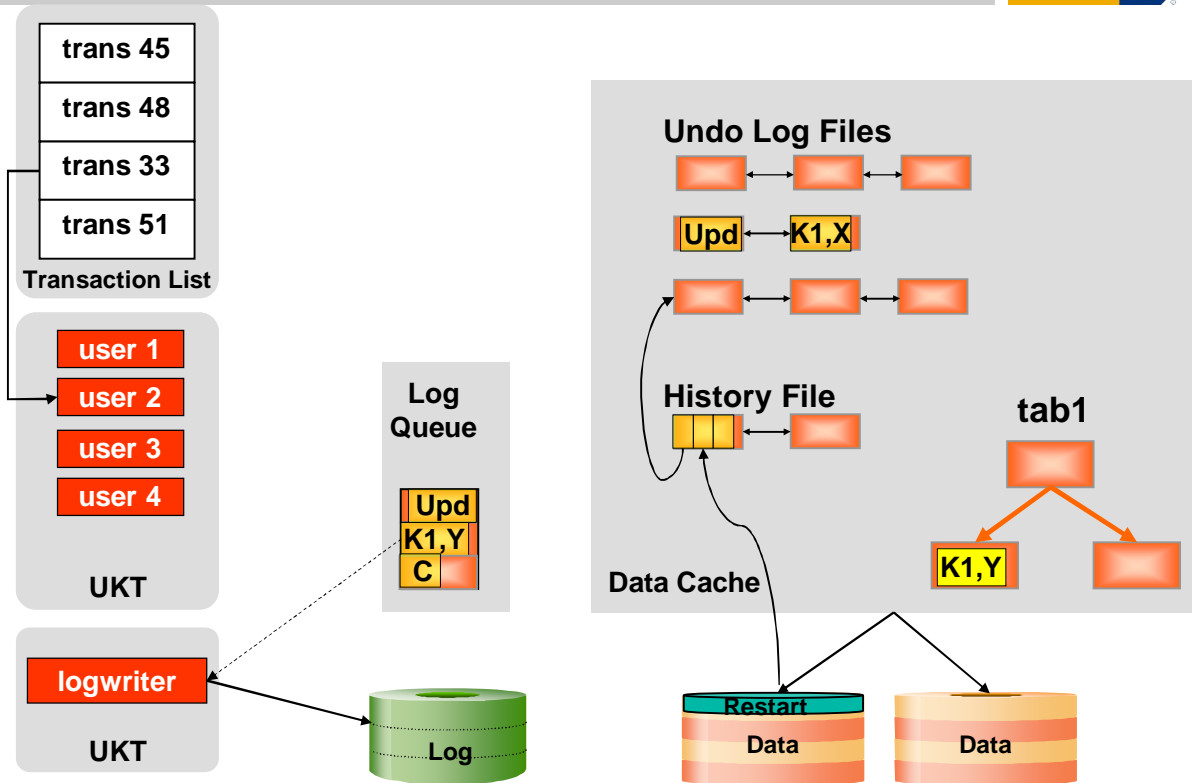 trans 45
trans 48
trans 33
trans 51
Transaction List
user 1
user 2
user 3
user 4
UKT
logwriter
UKT
Log
Queue
Upd
K1,Y
C
Log
Undo Log Files
Upd
K1,X
History File
tab1
K1,Y
Data Cache
Restart
Data
Data